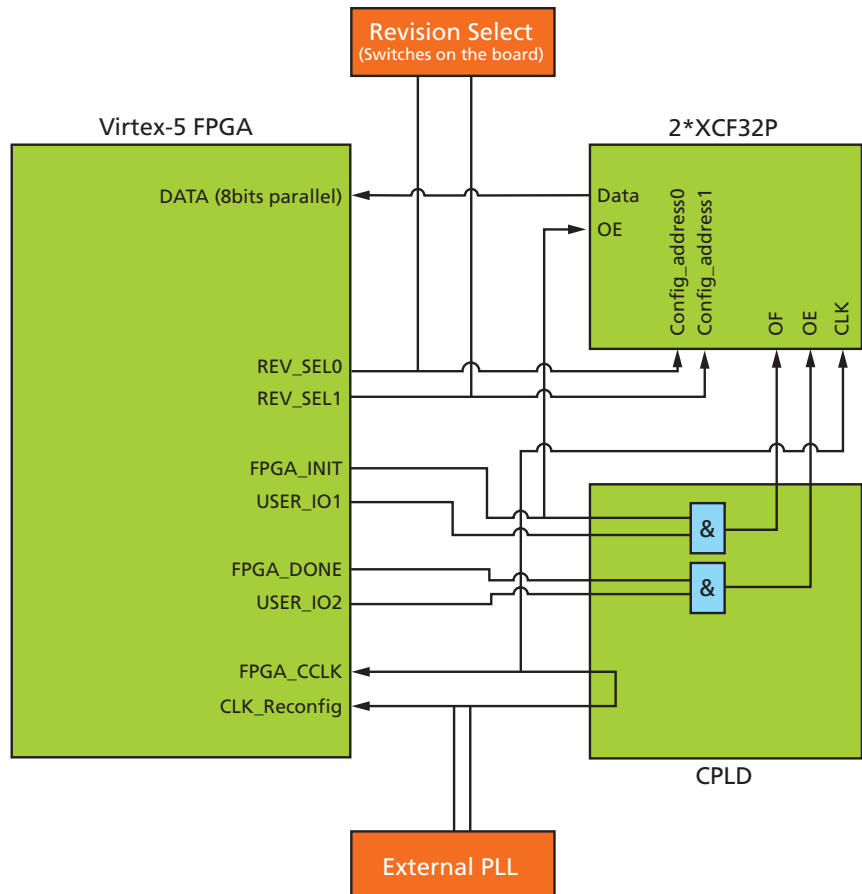 Revision Select
(Switches on the board)
Virtex-5 FPGA
2*XCF32P
DATA (8bits parallel)
Data
OE
Config_address0
Config_address1
OF
OE
CLK
REV_SEL0
REV_SEL1
FPGA_INIT
USER_IO1
&
FPGA_DONE
&
USER_IO2
FPGA_CCLK
CLK_Reconfig
CPLD
External PLL